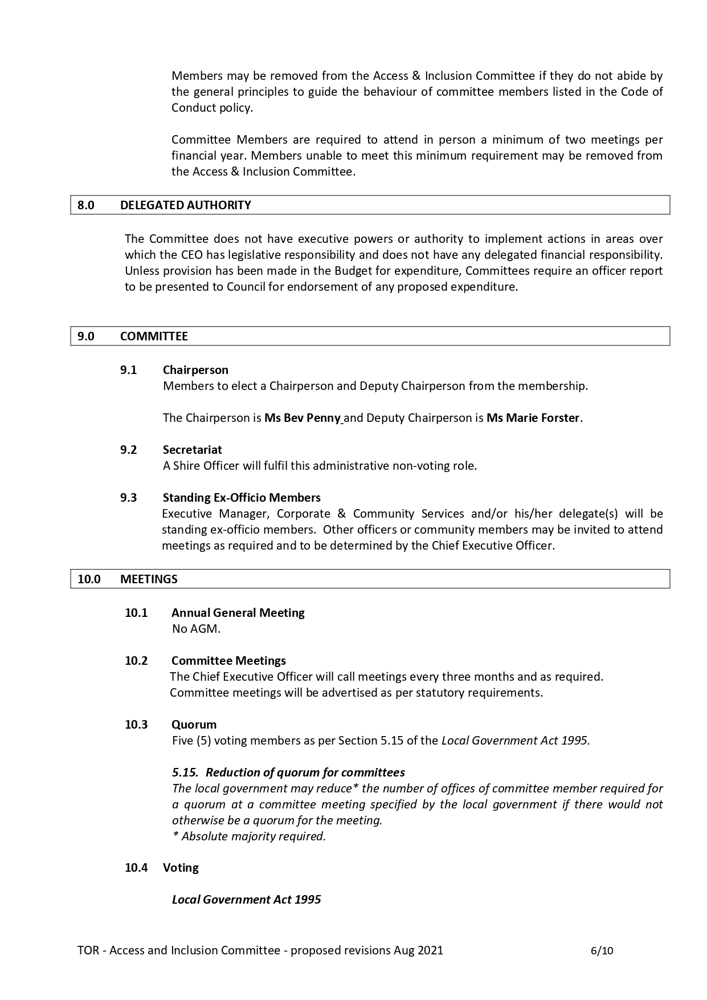 Members may be removed from the Access & Inclusion Committee if they do not abide by
the general principles to guide the behaviour of committee members listed in the Code of
Conduct policy.
Committee Members are required to attend in person a minimum of two meetings per
financial year. Members unable to meet this minimum requirement may be removed from
the Access & Inclusion Committee.
8.0 DELEGATED AUTHORITY
The Committee does not have executive powers or authority to implement actions in areas over
which the CEO has legislative responsibility and does not have any delegated financial responsibility.
Unless provision has been made in the Budget for expenditure, Committees require an officer report
to be presented to Council for endorsement of any proposed expenditure.
9.0 COMMITTEE
9.1 Chairperson
Members to elect a Chairperson and Deputy Chairperson from the membership.
The Chairperson is Ms Bev Penny and Deputy Chairperson is Ms Marie Forster.
9.2 Secretariat
A Shire Officer will fulfil this administrative non-voting role.
9.3 Standing Ex-Officio Members
Executive Manager, Corporate & Community Services and/or his/her delegate(s) will be
standing ex-officio members. Other officers or community members may be invited to attend
meetings as required and to be determined by the Chief Executive Officer.
10.0 MEETINGS
10.1 Annual General Meeting
No AGM.
10.2 Committee Meetings
The Chief Executive Officer will call meetings every three months and as required.
Committee meetings will be advertised as per statutory requirements.
10.3 Quorum
Five (5) voting members as per Section 5.15 of the Local Government Act 1995.
5.15. Reduction of quorum for committees
The local government may reduce* the number of offices of committee member required for
a quorum at a committee meeting specified by the local government if there would not
otherwise be a quorum for the meeting.
* Absolute majority required.
10.4 Voting
Local Government Act 1995
TOR - Access and Inclusion Committee - proposed revisions Aug 2021 6/10